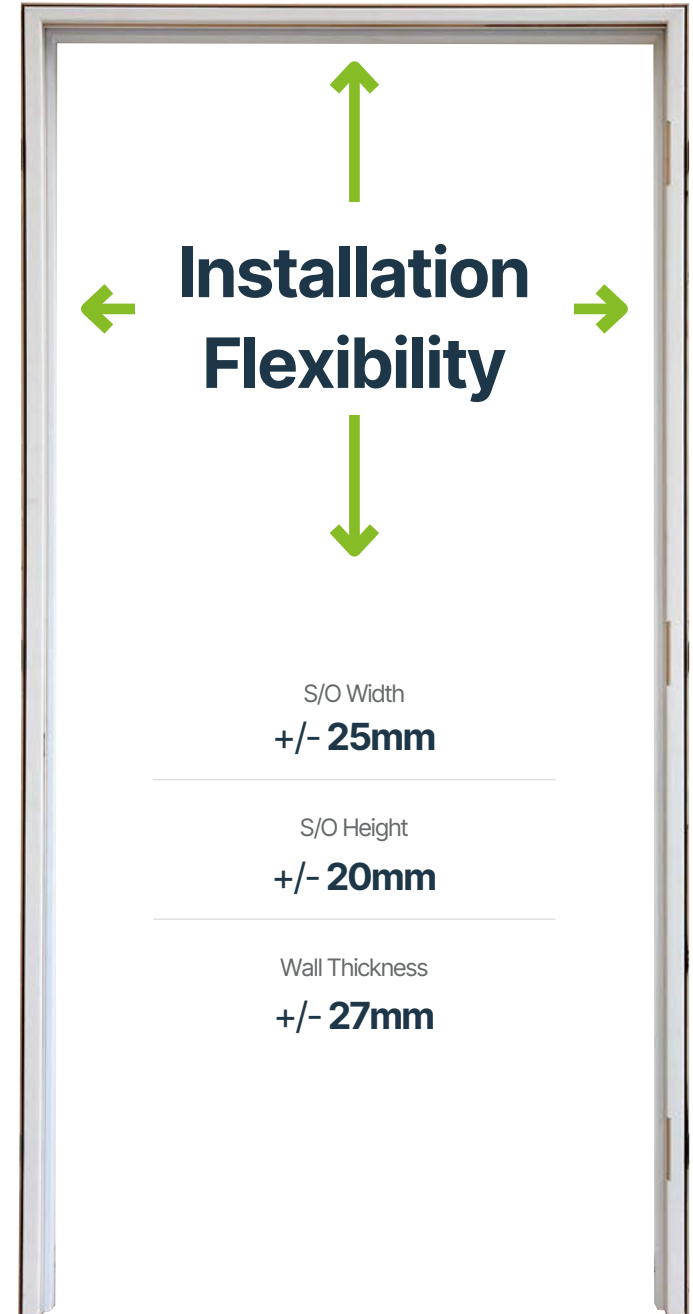 Installation
Flexibility
S/O Width
+/- 25mm
S/O Height
+/- 20mm
Wall Thickness
+/- 27mm